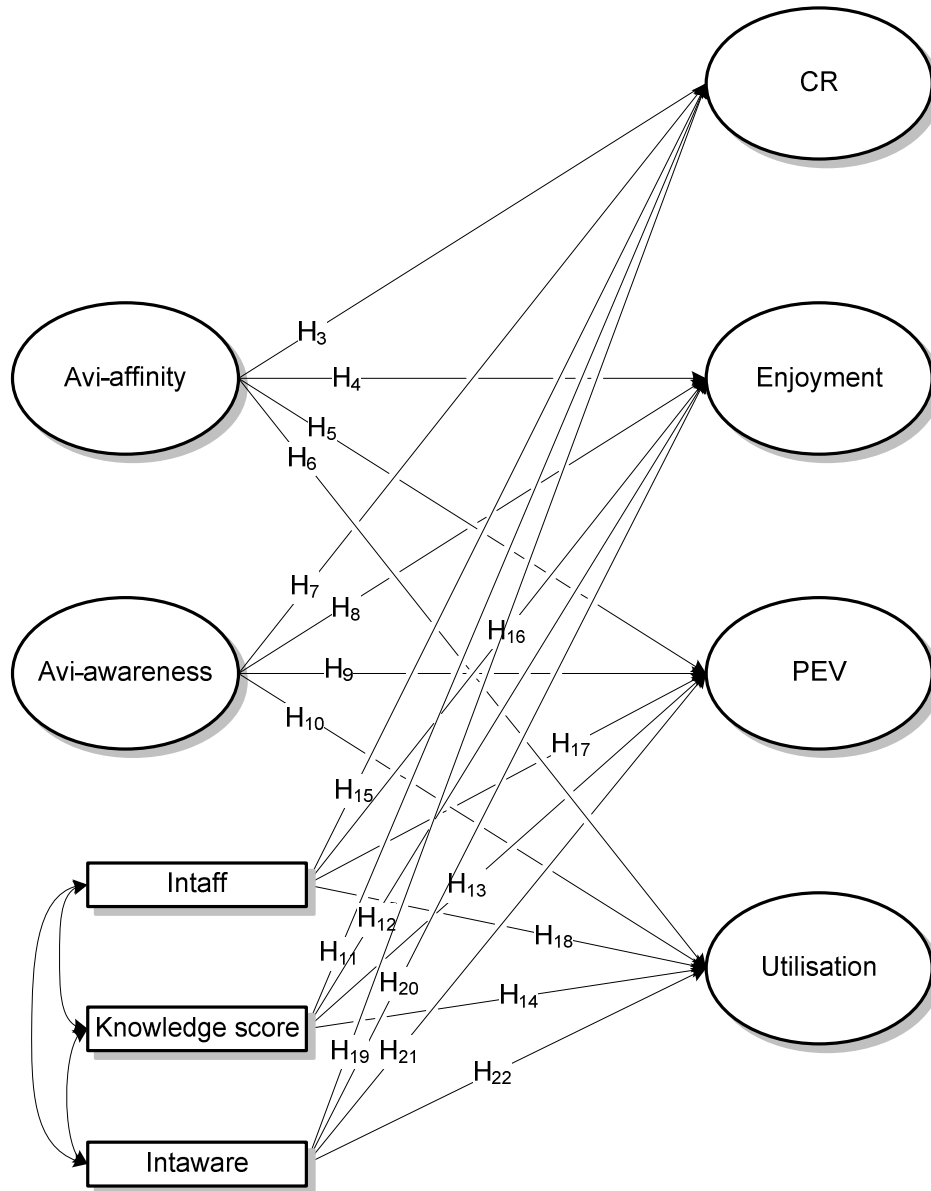 CR
H₃
Avi-affinity
H₄
Enjoyment
H₅
H₆
H₇
H₈
H₁₆
Avi-awareness
H₉
PEV
H₁₀
H₁₇
H₁₅
Intaff
H₁₃
H₁₂
H₁₈
Utilisation
H₁₁
H₂₀
H₁₄
Knowledge score
H₁₉
H₂₁
H₂₂
Intaware